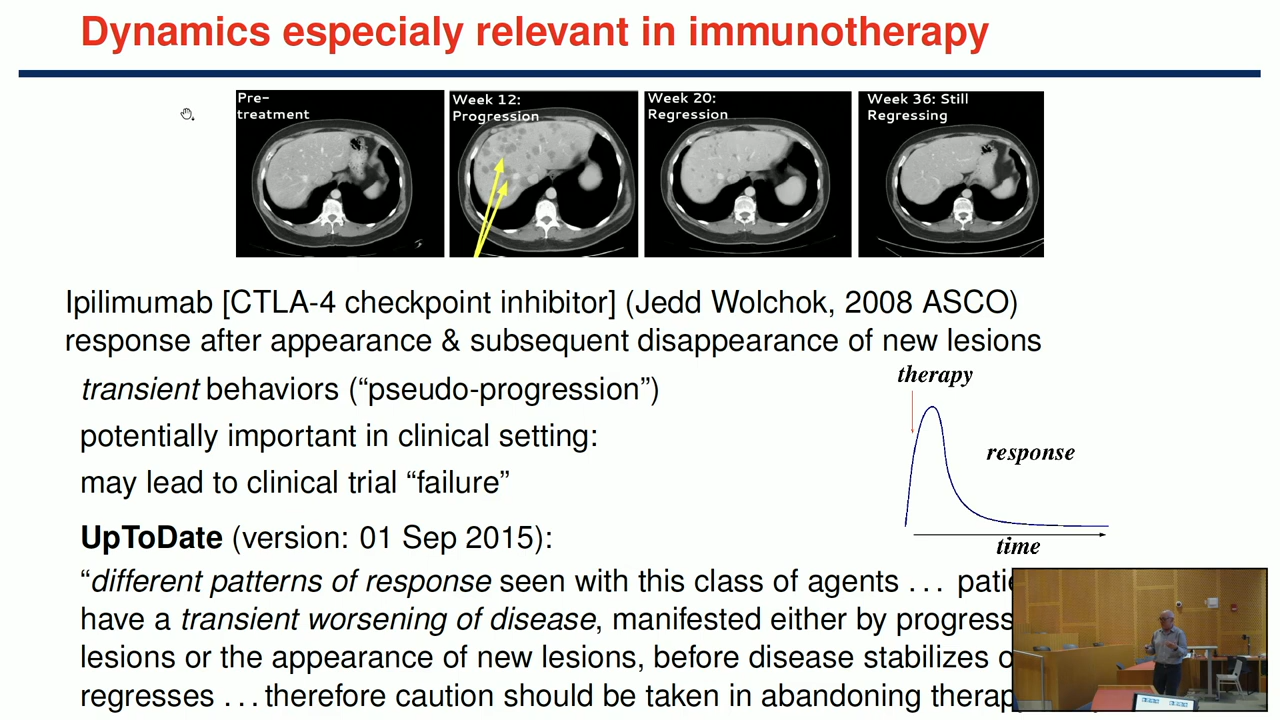 Dynamics especialy relevant in immunotherapy
Pre-
treatment
Week 12:
Progression
Week 20:
Regression
Week 36: Still
Regressing
Ipilimumab [CTLA-4 checkpoint inhibitor] (Jedd Wolchok, 2008 ASCO)
response after appearance & subsequent disappearance of new lesions
transient behaviors (“pseudo-progression”)
potentially important in clinical setting:
may lead to clinical trial “failure”
therapy
response
time
UpToDate (version: 01 Sep 2015):
“different patterns of response seen with this class of agents . . .
have a transient worsening of disease, manifested either by
lesions or the appearance of new lesions, before disease stabilizes
regresses . . . therefore caution should be taken in abandoning